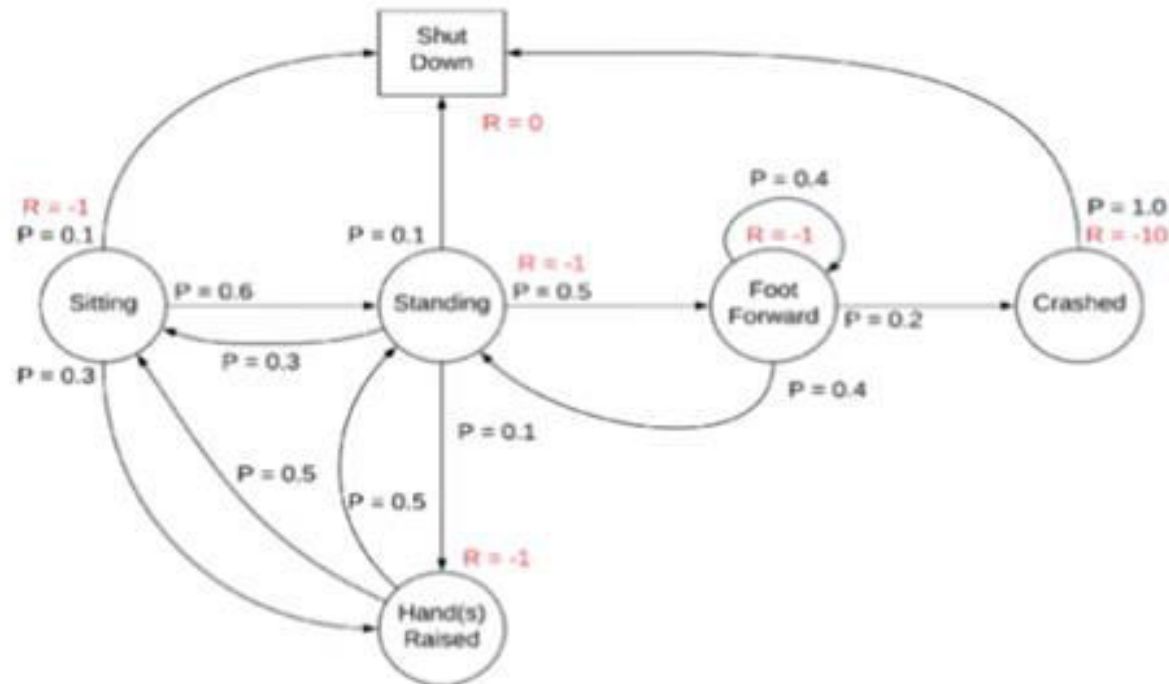 Shut
Down
R = 0
P = 0.4
R = -1
P = 0.1
P = 0.1
R = -1
R = -1
P = 1.0
R = -10
Sitting
P = 0.6
Standing
P = 0.5
Foot
Forward
P = 0.2
Crashed
P = 0.3
P = 0.3
P = 0.4
P = 0.1
P = 0.5
P = 0.5
R = -1
Hand(s)
Raised